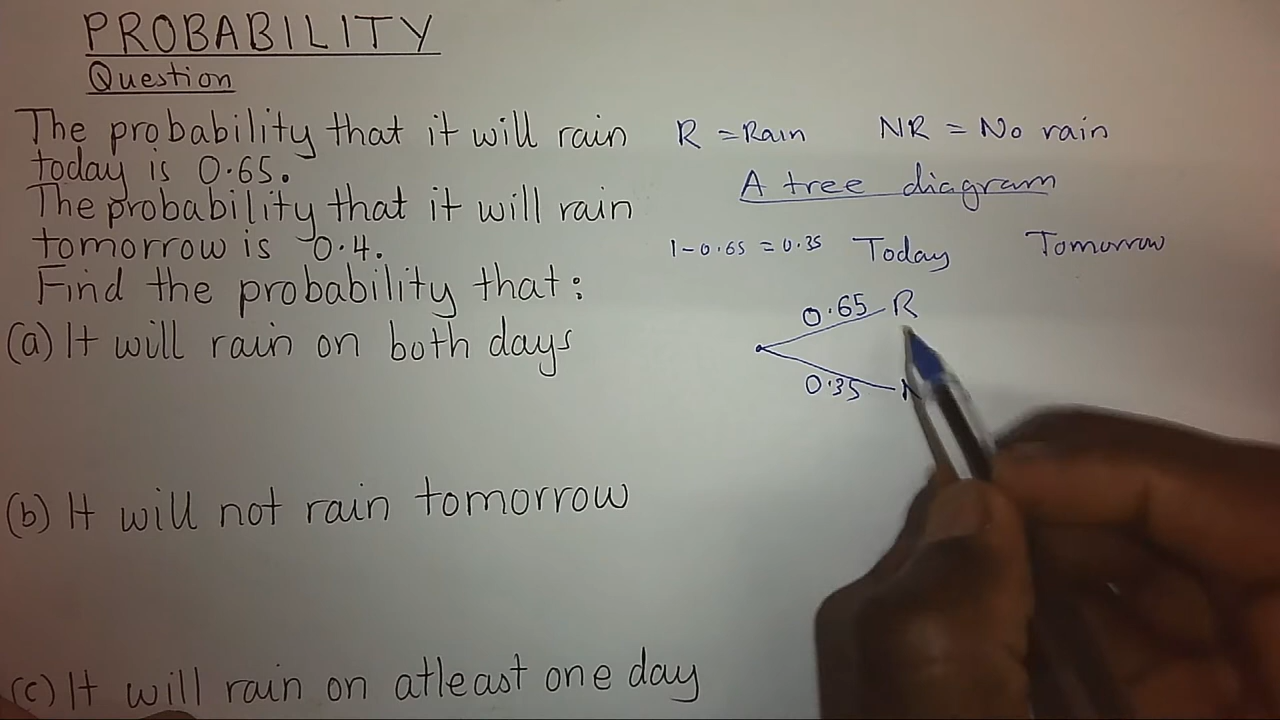 PROBABILITY
Question
The probability that it will rain
today is 0.65.
The probability that it will rain
tomorrow is 0.4.
Find the probability that:
(a) It will rain on both days
(b) It will not rain tomorrow
(c) It will rain on atleast one day
R = Rain NR = No rain
A tree diagram
1-0.65 = 0.35 Today Tomorrow
0.65 R
0.35